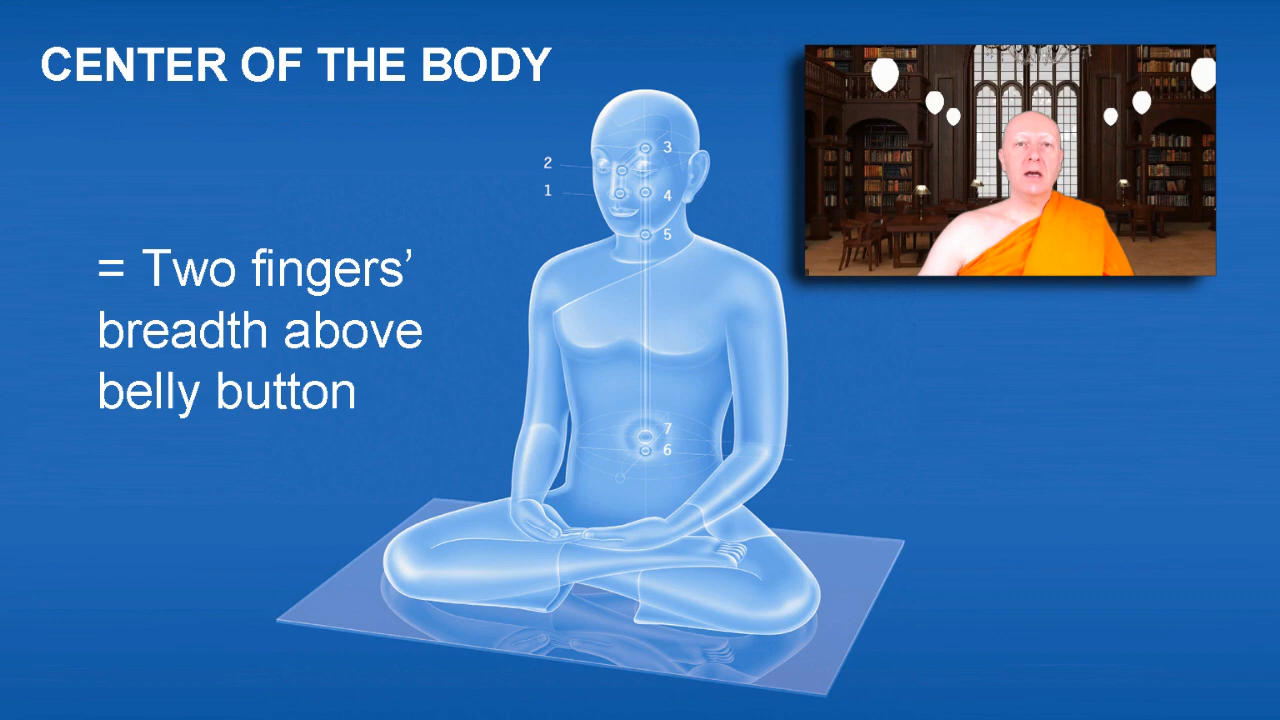 CENTER OF THE BODY
= Two fingers’
breadth above
belly button
3
2
1
4
5
7
6